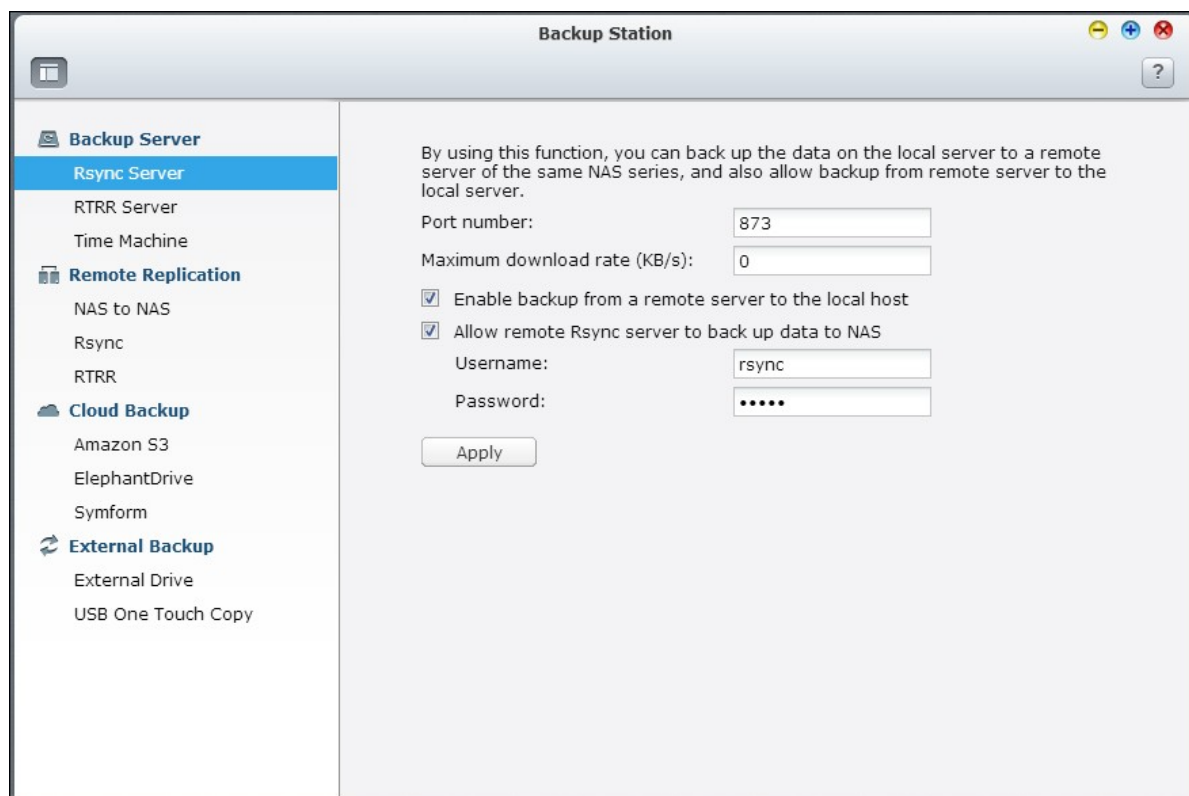 Backup Station
?
Backup Server
Rsync Server
RTRR Server
Time Machine
Remote Replication
NAS to NAS
Rsync
RTRR
Cloud Backup
Amazon S3
ElephantDrive
Symform
External Backup
External Drive
USB One Touch Copy
By using this function, you can back up the data on the local server to a remote
server of the same NAS series, and also allow backup from remote server to the
local server.
Port number: 873
Maximum download rate (KB/s): 0
Enable backup from a remote server to the local host
Allow remote Rsync server to back up data to NAS
Username: rsync
Password: •••••
Apply